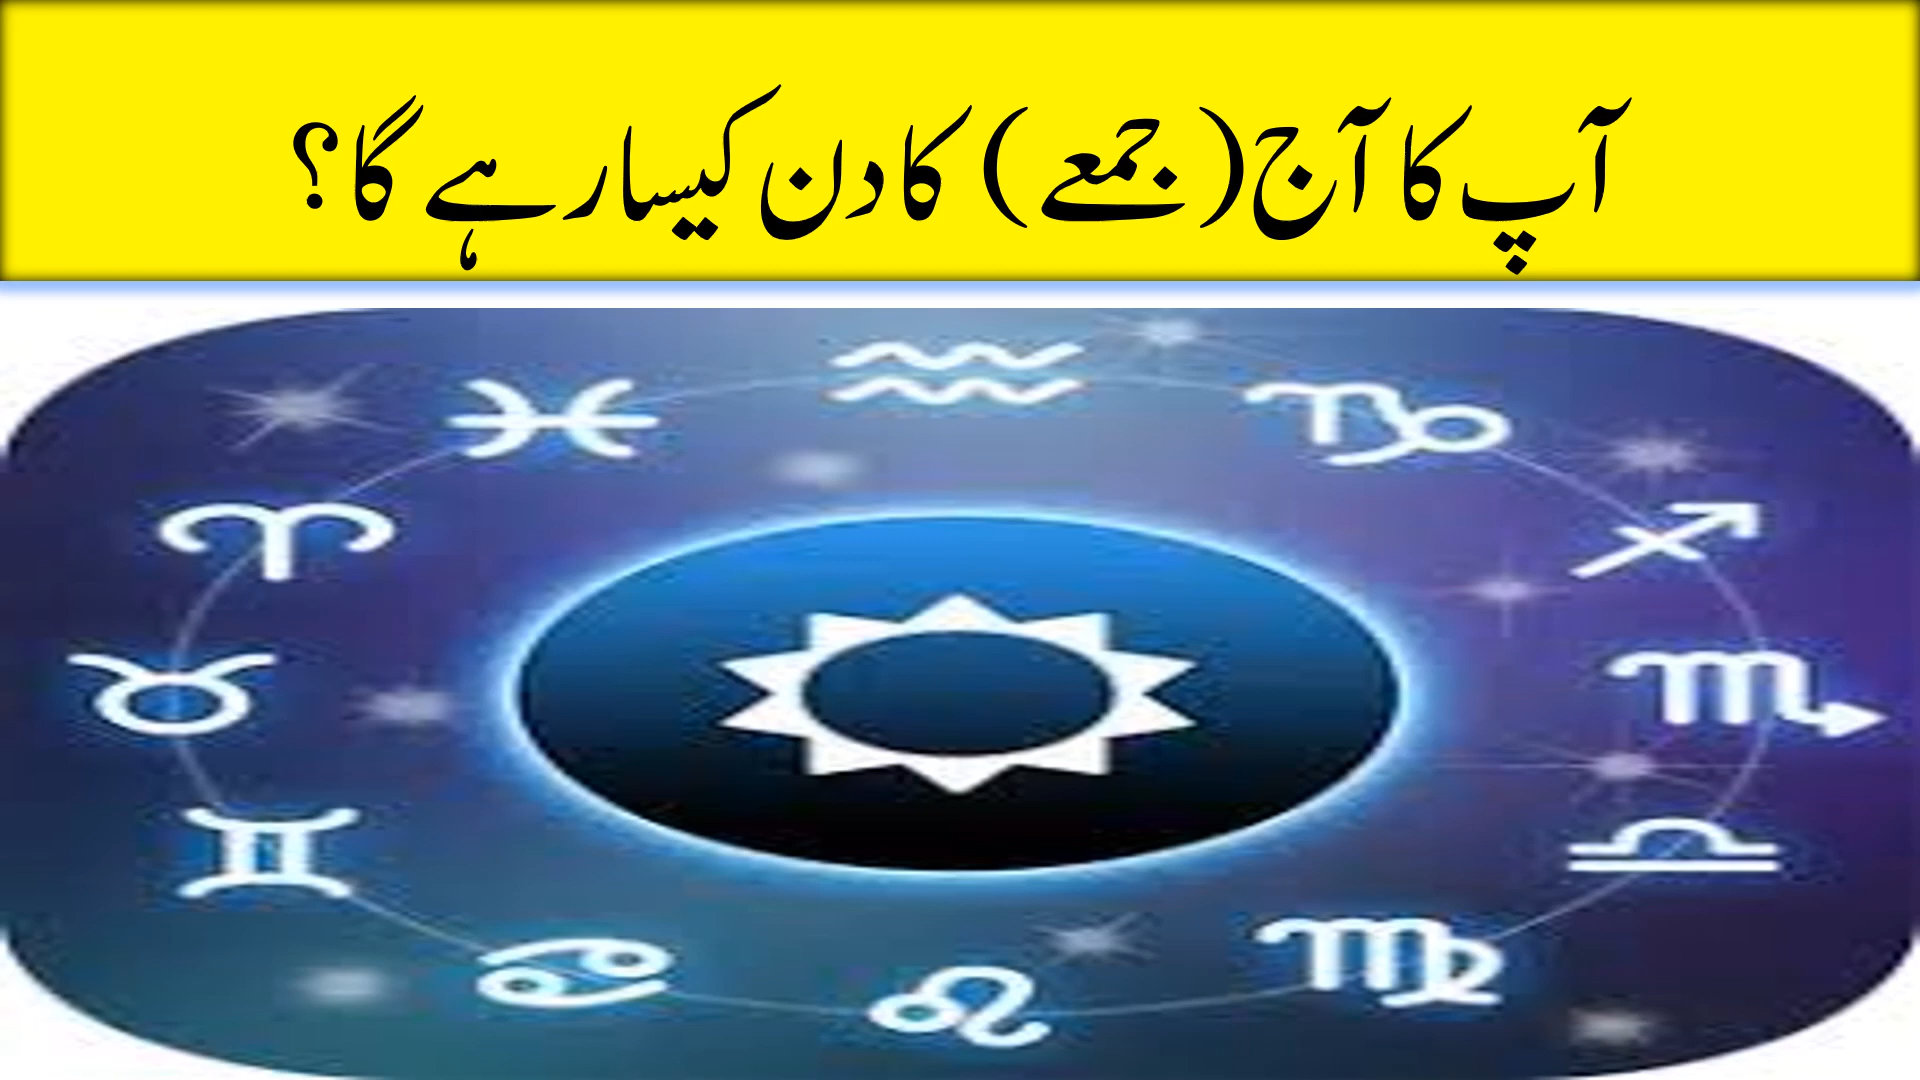 آپ کا آج (جمعے) کا دن کیسا رہے گا؟